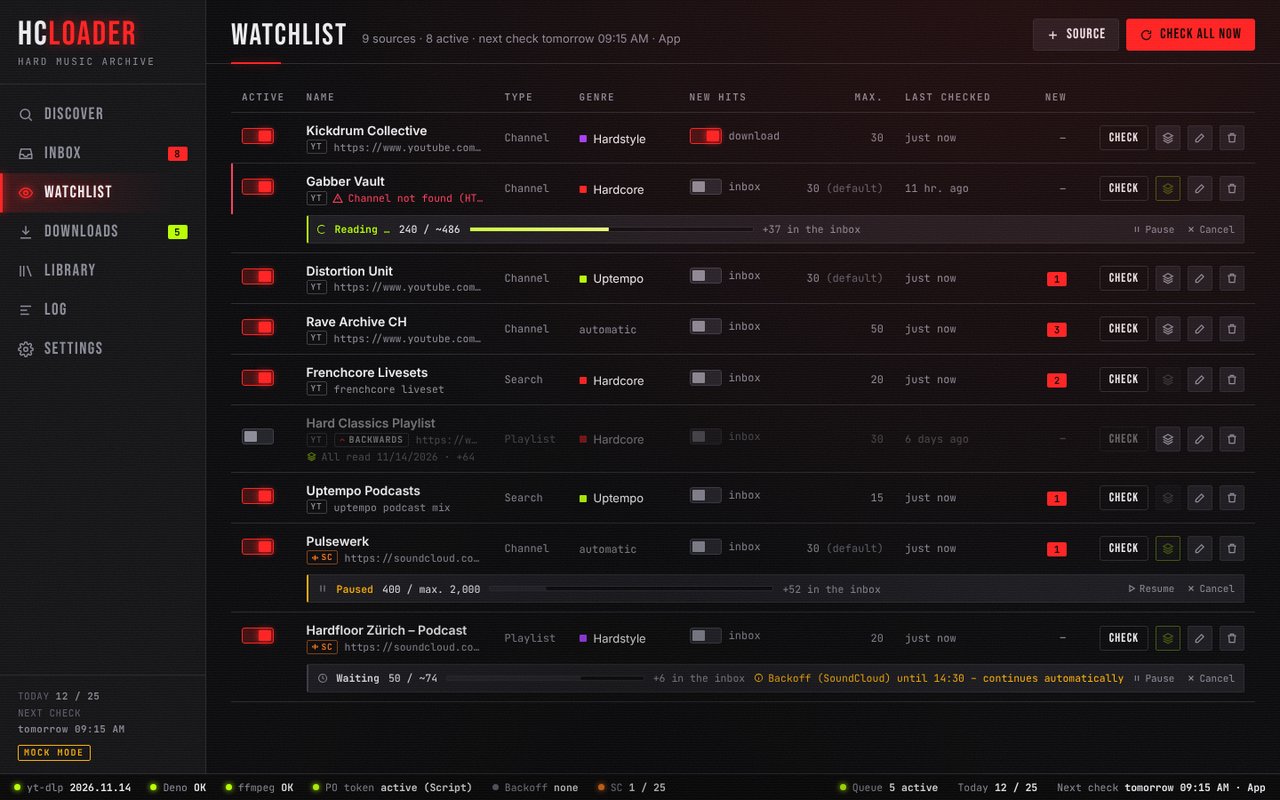 HCLOADER
HARD MUSIC ARCHIVE
DISCOVER
INBOX 8
WATCHLIST
DOWNLOADS 5
LIBRARY
LOG
SETTINGS
TODAY 12 / 25
NEXT CHECK
tomorrow 09:15 AM
MOCK MODE
WATCHLIST 9 sources · 8 active · next check tomorrow 09:15 AM · App
+ SOURCE CHECK ALL NOW
ACTIVE NAME TYPE GENRE NEW HITS MAX. LAST CHECKED NEW
Kickdrum Collective Channel Hardstyle download 30 just now – CHECK
YT https://www.youtube.com…
Gabber Vault Channel Hardcore inbox 30 (default) 11 hr. ago – CHECK
YT Channel not found (HT…
Reading … 240 / ~486 +37 in the inbox Pause × Cancel
Distortion Unit Channel Uptempo inbox 30 (default) just now 1 CHECK
YT https://www.youtube.com…
Rave Archive CH Channel automatic inbox 50 just now 3 CHECK
YT https://www.youtube.com…
Frenchcore Livesets Search Hardcore inbox 20 just now 2 CHECK
YT frenchcore liveset
Hard Classics Playlist Playlist Hardcore inbox 30 6 days ago – CHECK
YT BACKWARDS https://w…
All read 11/14/2026 · +64
Uptempo Podcasts Search Uptempo inbox 15 just now 1 CHECK
YT uptempo podcast mix
Pulsewerk Channel automatic inbox 30 (default) just now 1 CHECK
SC https://soundcloud.co…
Paused 400 / max. 2,000 +52 in the inbox Resume × Cancel
Hardfloor Zürich – Podcast Playlist Hardstyle inbox 20 just now – CHECK
SC https://soundcloud.co…
Waiting 50 / ~74 +6 in the inbox Backoff (SoundCloud) until 14:30 – continues automatically Pause × Cancel
yt-dlp 2026.11.14 Deno OK ffmpeg OK PO token active (Script) Backoff none SC 1 / 25 Queue 5 active Today 12 / 25 Next check tomorrow 09:15 AM · App